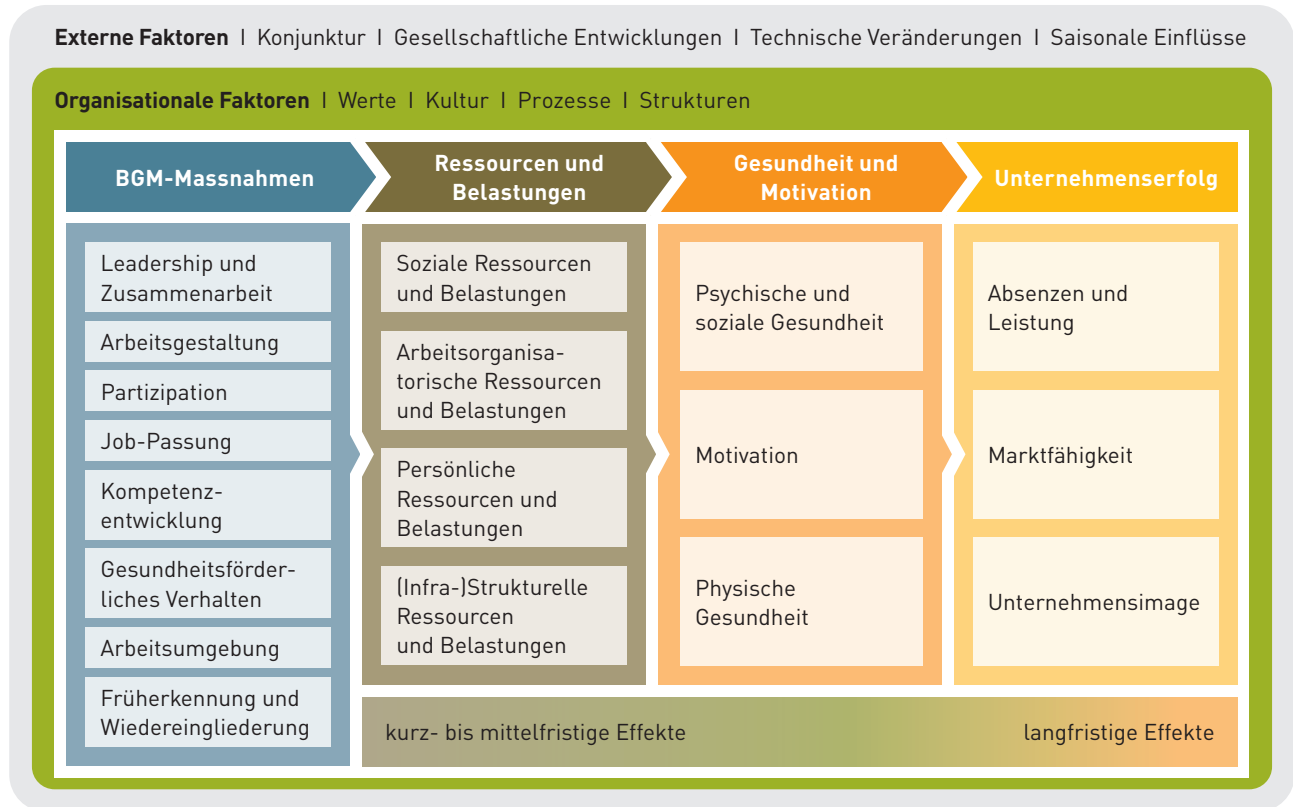 Externe Faktoren I Konjunktur I Gesellschaftliche Entwicklungen I Technische Veränderungen I Saisonale Einflüsse
Organisationale Faktoren I Werte I Kultur I Prozesse I Strukturen
BGM-Massnahmen
Leadership und
Zusammenarbeit
Arbeitsgestaltung
Partizipation
Job-Passung
Kompetenz-
entwicklung
Gesundheitsförder-
liches Verhalten
Arbeitsumgebung
Früherkennung und
Wiedereingliederung
Ressourcen und
Belastungen
Soziale Ressourcen
und Belastungen
Arbeitsorganisa-
torische Ressourcen
und Belastungen
Persönliche
Ressourcen und
Belastungen
(Infra-)Strukturelle
Ressourcen
und Belastungen
Gesundheit und
Motivation
Psychische und
soziale Gesundheit
Motivation
Physische
Gesundheit
Unternehmenserfolg
Absenzen und
Leistung
Marktfähigkeit
Unternehmensimage
kurz- bis mittelfristige Effekte
langfristige Effekte